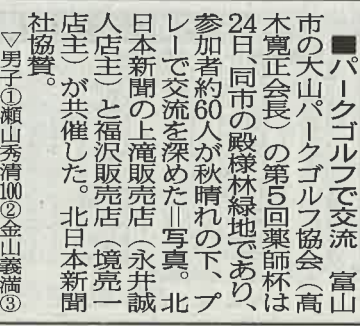 ■パークゴルフで交流　富山
市の大山パークゴルフ協会（高
木寛正会長）の第５回薬師杯は
24日、同市の殿様林緑地であり、
参加者約60人が秋晴れの下、プ
レーで交流を深めた＝写真。北
日本新聞の上滝販売店（永井誠
人店主）と福沢販売店（境亮一
店主）が共催した。北日本新聞
社協賛。
▽男子①瀬山秀清100②金山義満③